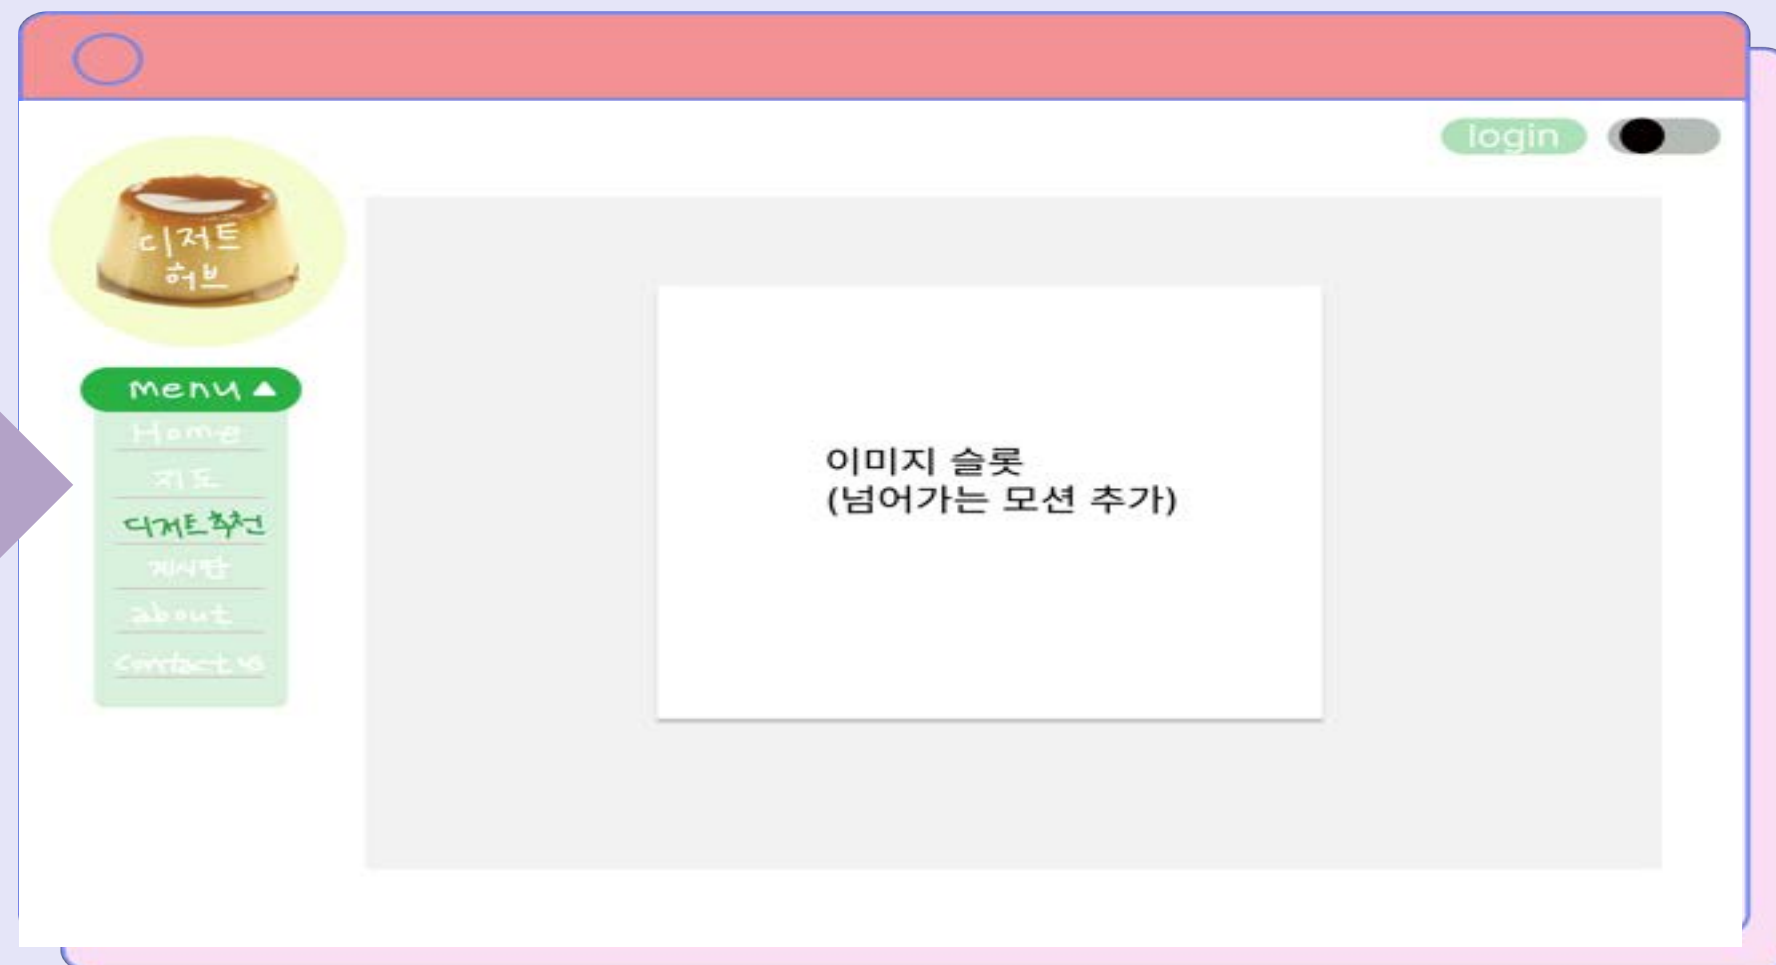 login
디저트
허브
menu
Home
지도
디저트추천
게시판
about
contact us
이미지 슬롯
(넘어가는 모션 추가)